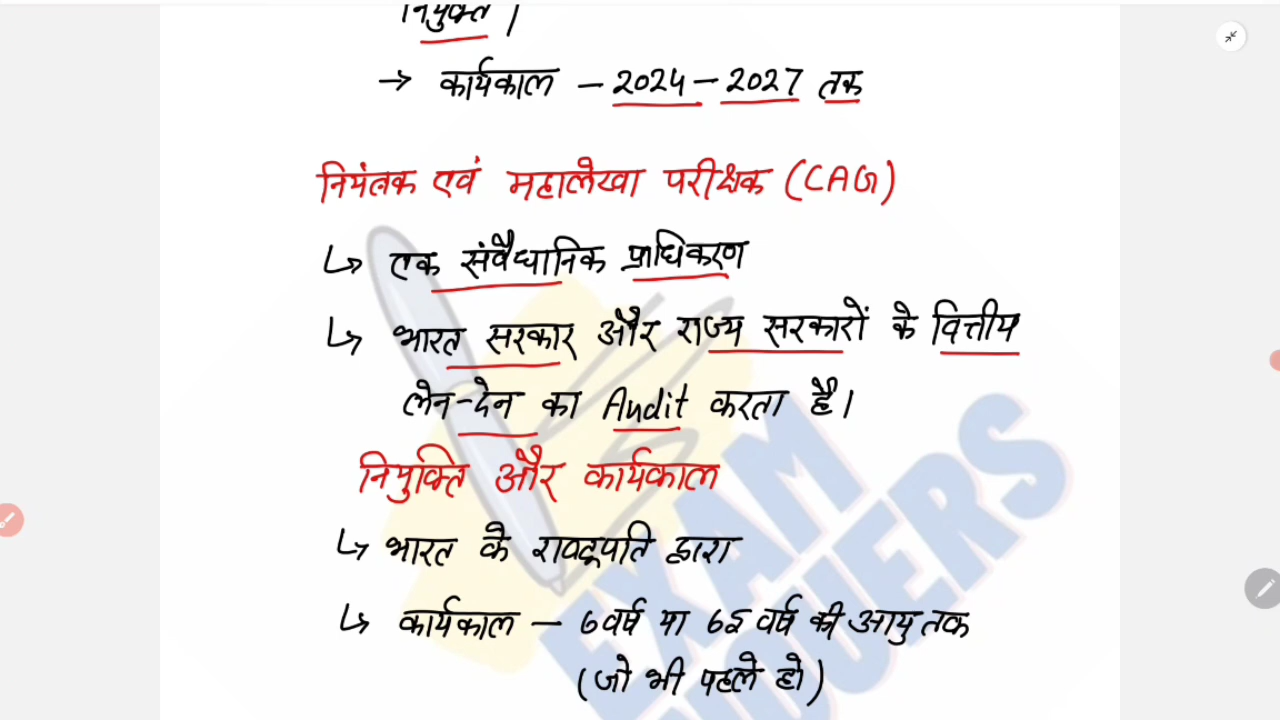 नियुक्त।
→ कार्यकाल – 2024 – 2027 तक
नियंत्रक एवं महालेखा परीक्षक (CAG)
↳ एक संवैधानिक प्राधिकरण
↳ भारत सरकार और राज्य सरकारों के वित्तीय
लेन-देन का Audit करता है।
नियुक्ति और कार्यकाल
↳ भारत के राष्ट्रपति द्वारा
↳ कार्यकाल – 6 वर्ष या 65 वर्ष की आयु तक
(जो भी पहले हो)
EXAM